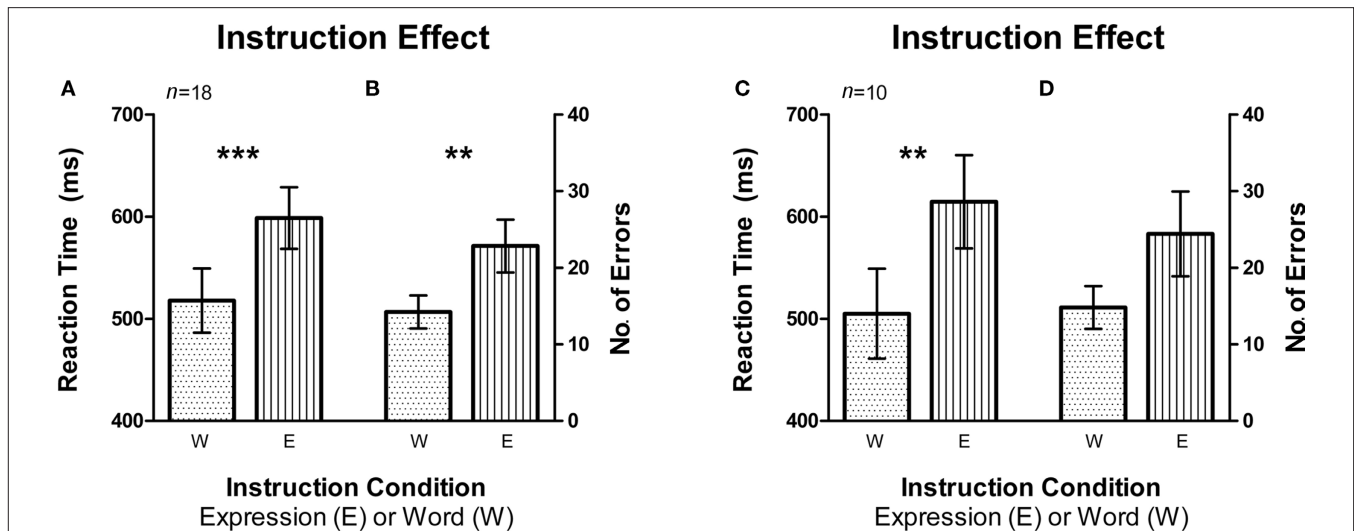 Instruction Effect
A
n=18
B
700
600
500
400
Reaction Time (ms)
***
**
40
30
20
10
0
No. of Errors
W
E
W
E
Instruction Condition
Expression (E) or Word (W)
Instruction Effect
C
n=10
D
700
600
500
400
Reaction Time (ms)
**
40
30
20
10
0
No. of Errors
W
E
W
E
Instruction Condition
Expression (E) or Word (W)